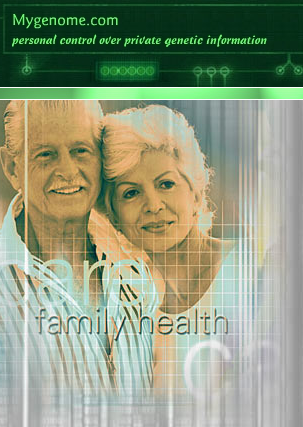 Mygenome.com
personal control over private genetic information
family health